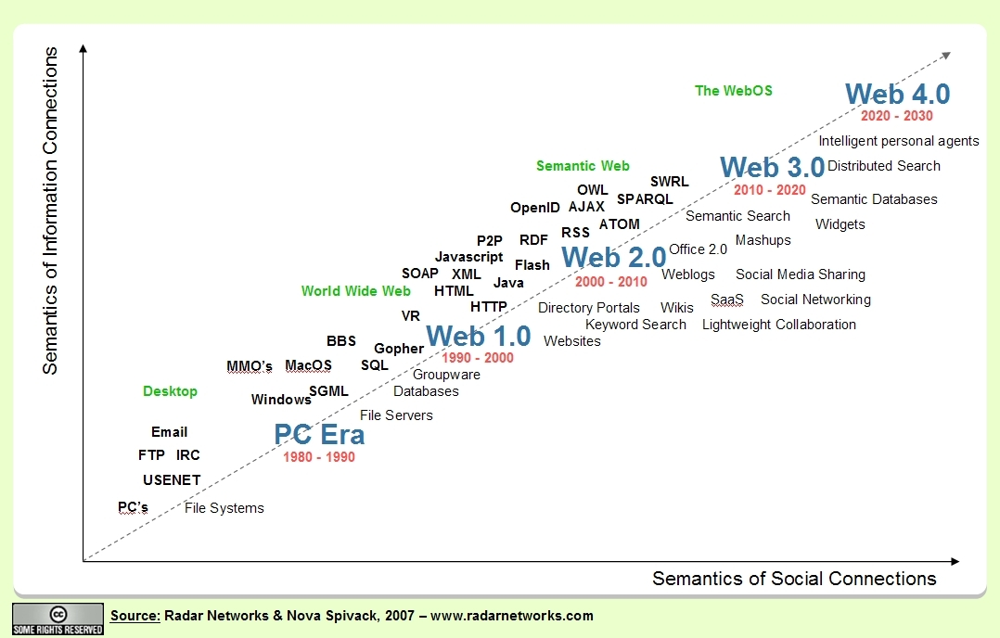 Semantics of Information Connections
The WebOS
Web 4.0
2020 - 2030
Intelligent personal agents
Semantic Web
Web 3.0
Distributed Search
2010 - 2020
SWRL
OWL
SPARQL
Semantic Databases
OpenID
AJAX
Semantic Search
Widgets
ATOM
RSS
Mashups
P2P
RDF
Office 2.0
Javascript
Web 2.0
Flash
SOAP
XML
Weblogs
Social Media Sharing
2000 - 2010
Java
World Wide Web
HTML
SaaS
Social Networking
HTTP
Directory Portals
Wikis
VR
Keyword Search
Lightweight Collaboration
Web 1.0
Websites
BBS
Gopher
1990 - 2000
MMO's
MacOS
SQL
Groupware
Desktop
SGML
Databases
Windows
File Servers
Email
PC Era
1980 - 1990
FTP
IRC
USENET
PC's
File Systems
Semantics of Social Connections
cc
SOME RIGHTS RESERVED
Source: Radar Networks & Nova Spivack, 2007 – www.radarnetworks.com